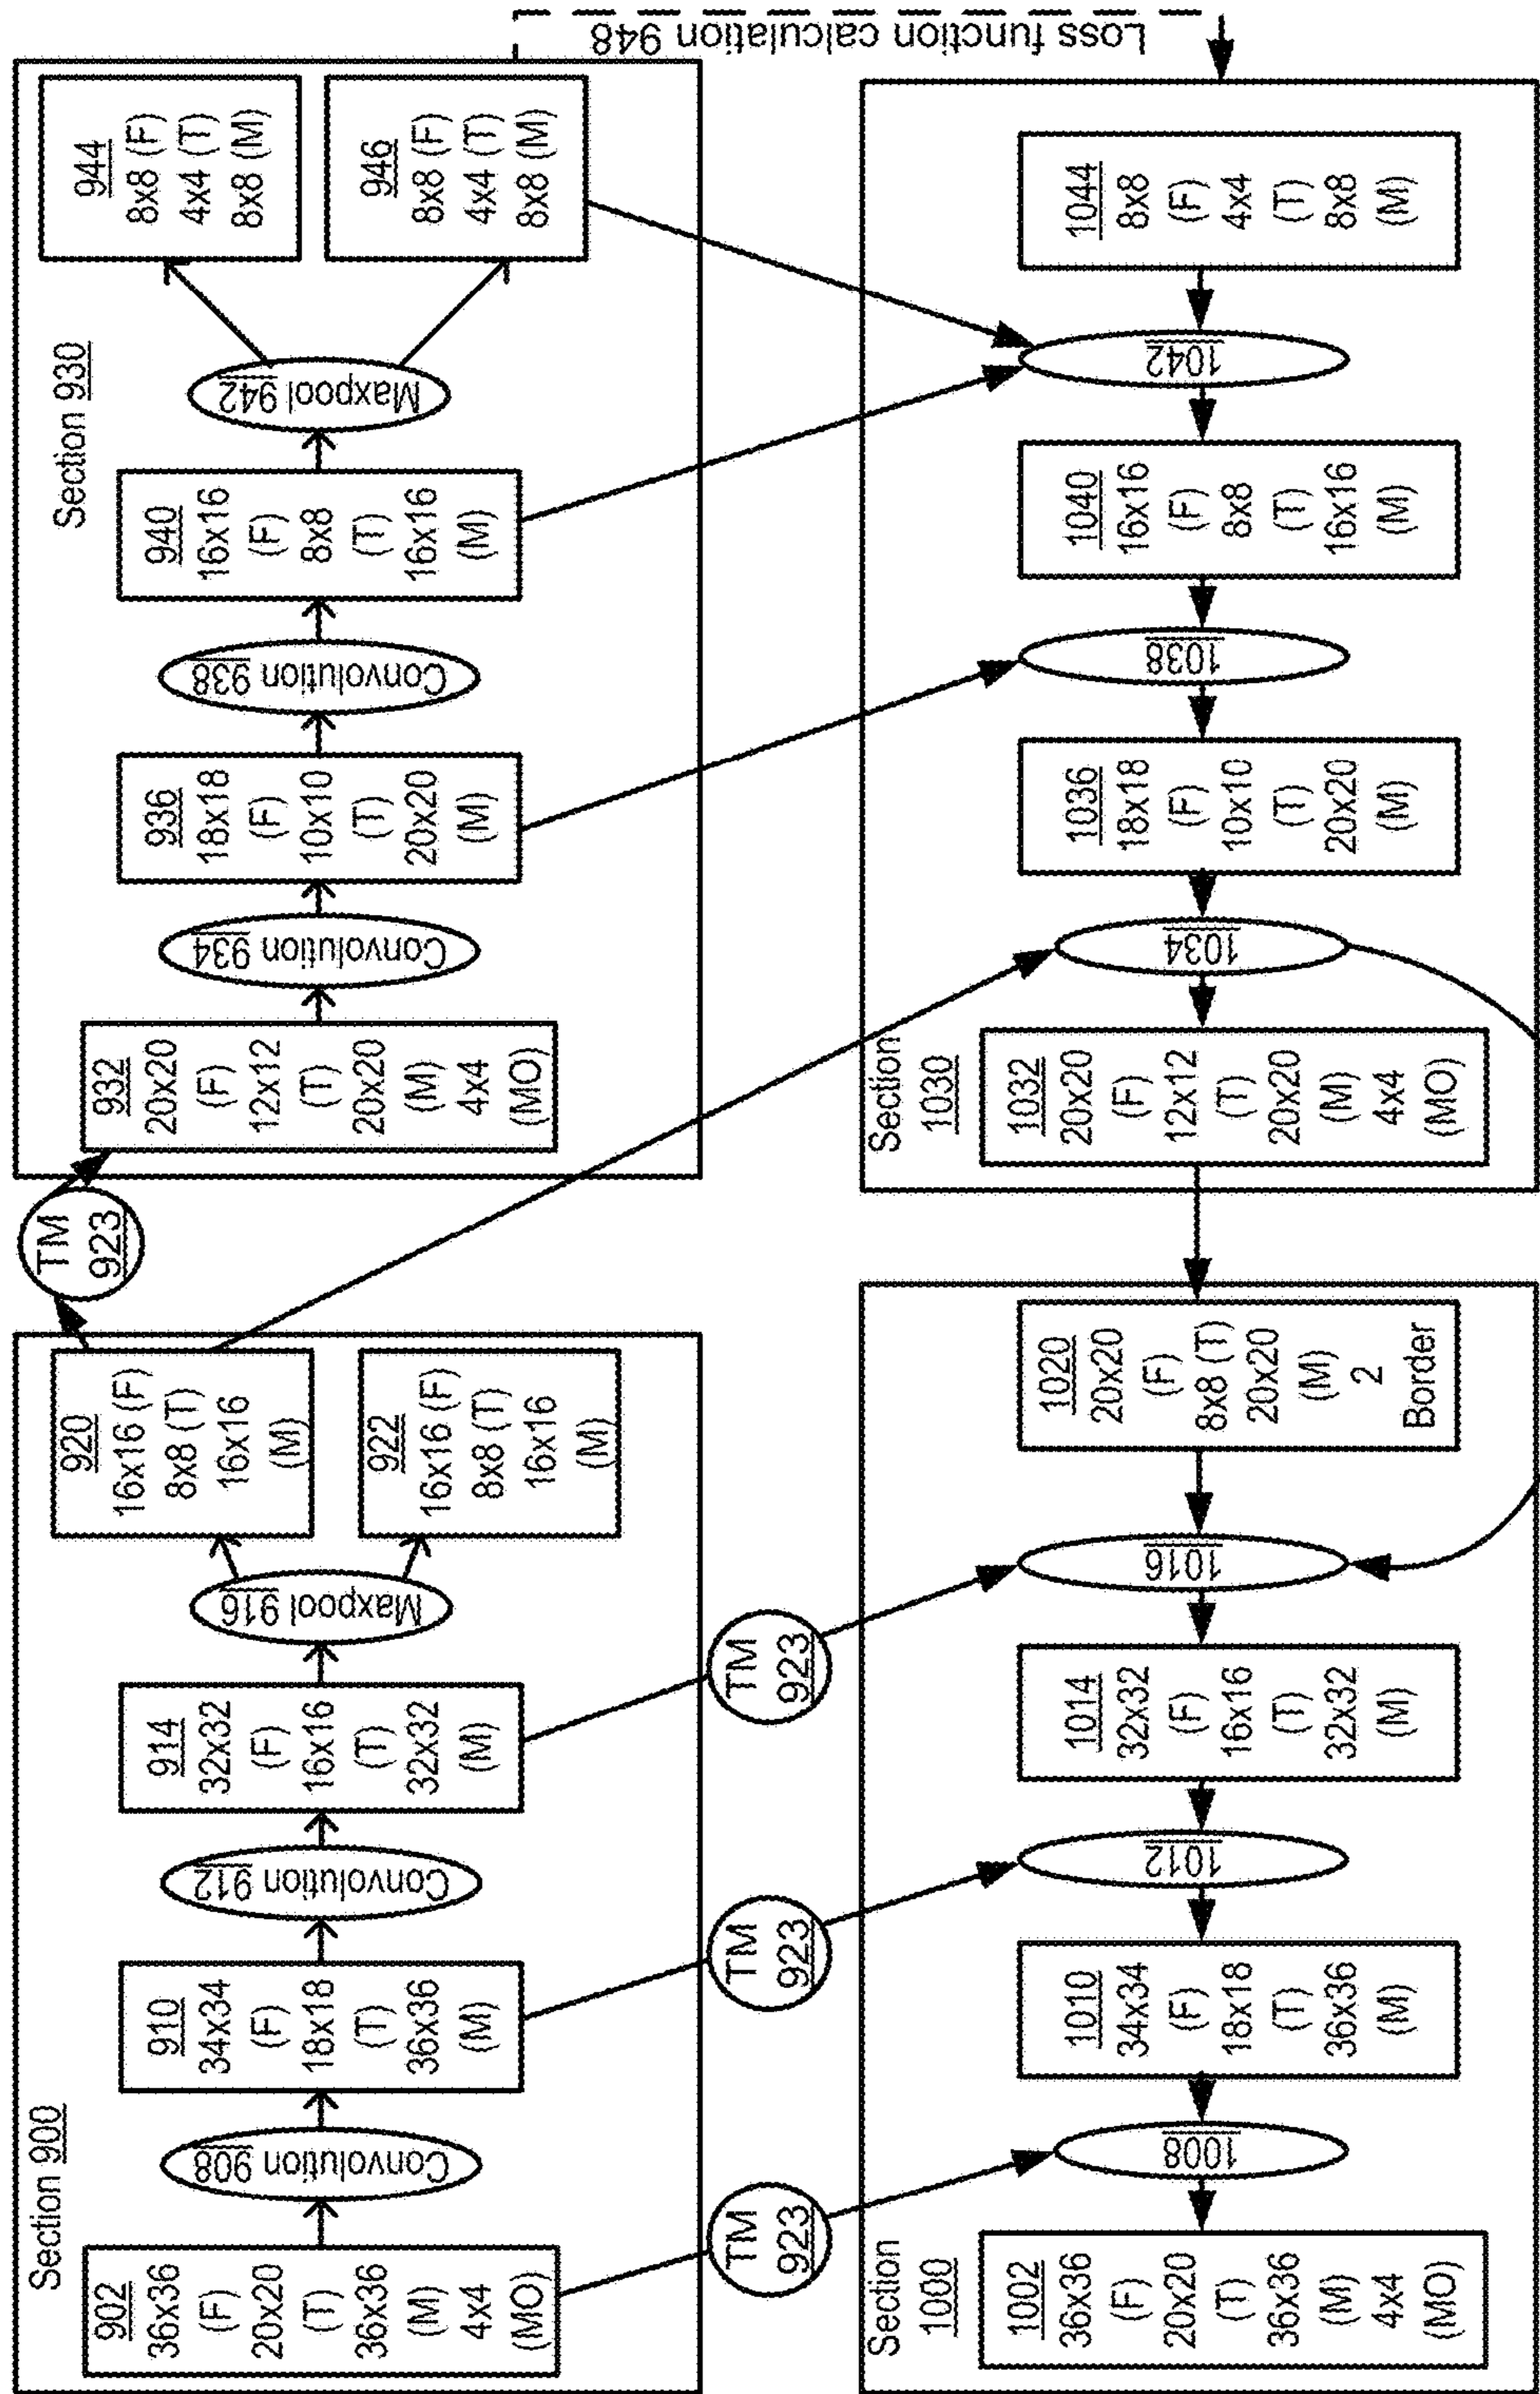 Section 900
902
36x36
(F)
20x20
(T)
36x36
(M)
4x4
(MO)
Convolution 908
910
34x34
(F)
18x18
(T)
36x36
(M)
Convolution 912
914
32x32
(F)
16x16
(T)
32x32
(M)
Maxpool 916
920
16x16 (F)
8x8 (T)
16x16
(M)
922
16x16 (F)
8x8 (T)
16x16
(M)
TM
923
Section 930
932
20x20
(F)
12x12
(T)
20x20
(M)
4x4
(MO)
Convolution 934
936
18x18
(F)
10x10
(T)
20x20
(M)
Convolution 938
940
16x16
(F)
8x8
(T)
16x16
(M)
Maxpool 942
944
8x8 (F)
4x4 (T)
8x8 (M)
946
8x8 (F)
4x4 (T)
8x8 (M)
Loss function calculation 948
TM
923
TM
923
TM
923
Section
1000
1002
36x36
(F)
20x20
(T)
36x36
(M)
4x4
(MO)
1008
1010
34x34
(F)
18x18
(T)
36x36
(M)
1012
1014
32x32
(F)
16x16
(T)
32x32
(M)
1016
1020
20x20
(F)
8x8 (T)
20x20
(M)
2
Border
Section
1030
1032
20x20
(F)
12x12
(T)
20x20
(M)
4x4
(MO)
1034
1036
18x18
(F)
10x10
(T)
20x20
(M)
1038
1040
16x16
(F)
8x8
(T)
16x16
(M)
1042
1044
8x8
(F)
4x4
(T)
8x8
(M)